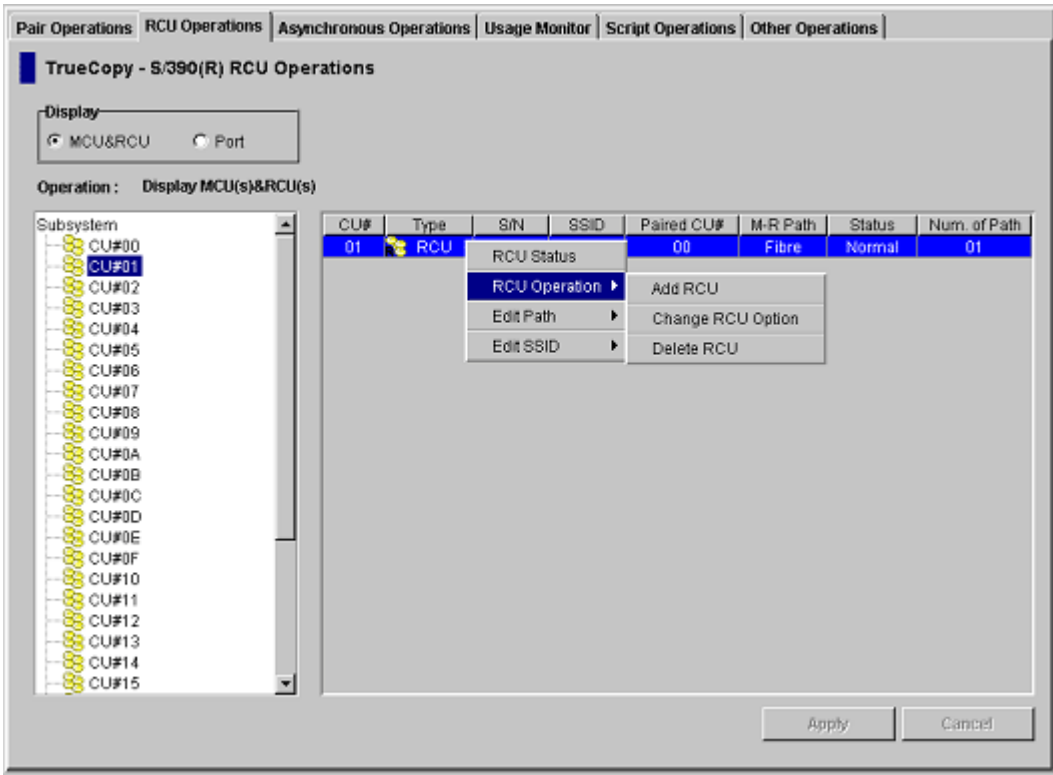 Pair Operations RCU Operations Asynchronous Operations Usage Monitor Script Operations Other Operations
TrueCopy - S/390(R) RCU Operations
Display
MCU&RCU Port
Operation : Display MCU(s)&RCU(s)
Subsystem
CU#00
CU#01
CU#02
CU#03
CU#04
CU#05
CU#06
CU#07
CU#08
CU#09
CU#0A
CU#0B
CU#0C
CU#0D
CU#0E
CU#0F
CU#10
CU#11
CU#12
CU#13
CU#14
CU#15
CU# Type S/N SSID Paired CU# M-R Path Status Num. of Path
01 RCU 00 Fibre Normal 01
RCU Status
RCU Operation
Edit Path
Edit SSID
Add RCU
Change RCU Option
Delete RCU
Apply Cancel